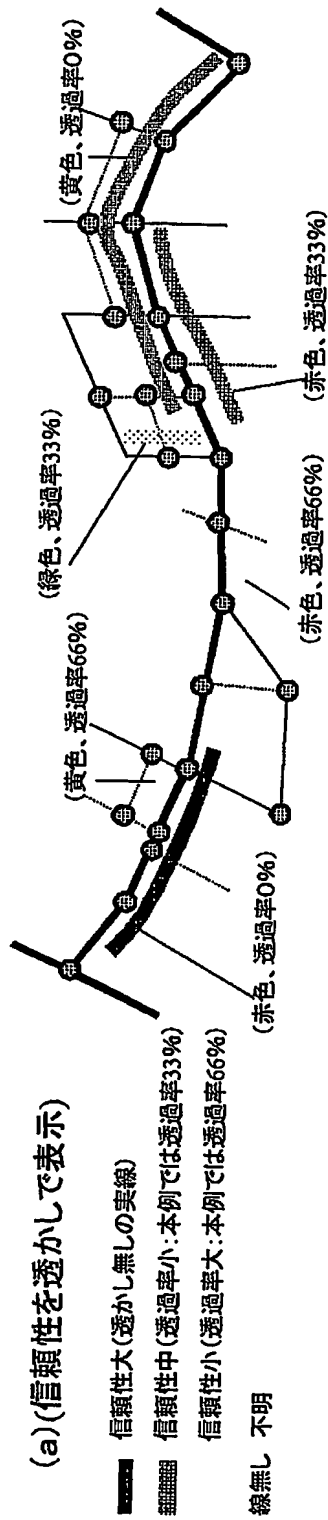 (a)(信頼性を透かしで表示)
信頼性大(透かし無しの実線)
信頼性中(透過率小:本例では透過率33%)
信頼性小(透過率大:本例では透過率66%)
線無し 不明
(赤色、透過率0%)
(黄色、透過率66%)
(緑色、透過率33%)
(赤色、透過率66%)
(赤色、透過率33%)
(黄色、透過率0%)